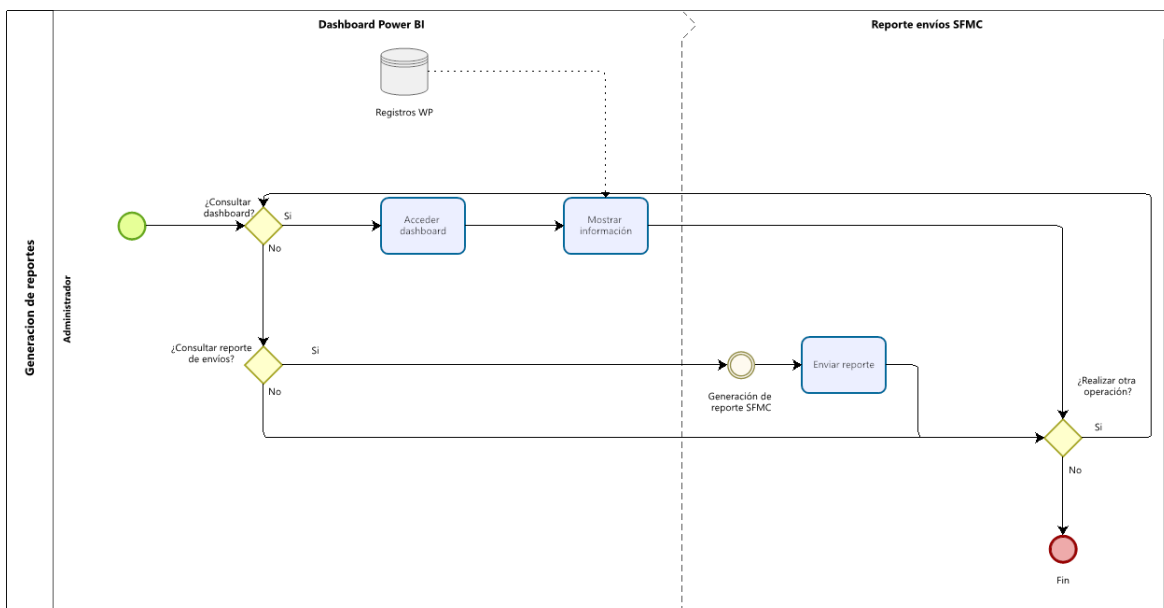 Dashboard Power BI
Reporte envíos SFMC
Generacion de reportes
Administrador
Registros WP
¿Consultar
dashboard?
Si
No
Acceder
dashboard
Mostrar
información
¿Consultar reporte
de envíos?
Si
No
Generación de
reporte SFMC
Enviar reporte
¿Realizar otra
operación?
Si
No
Fin